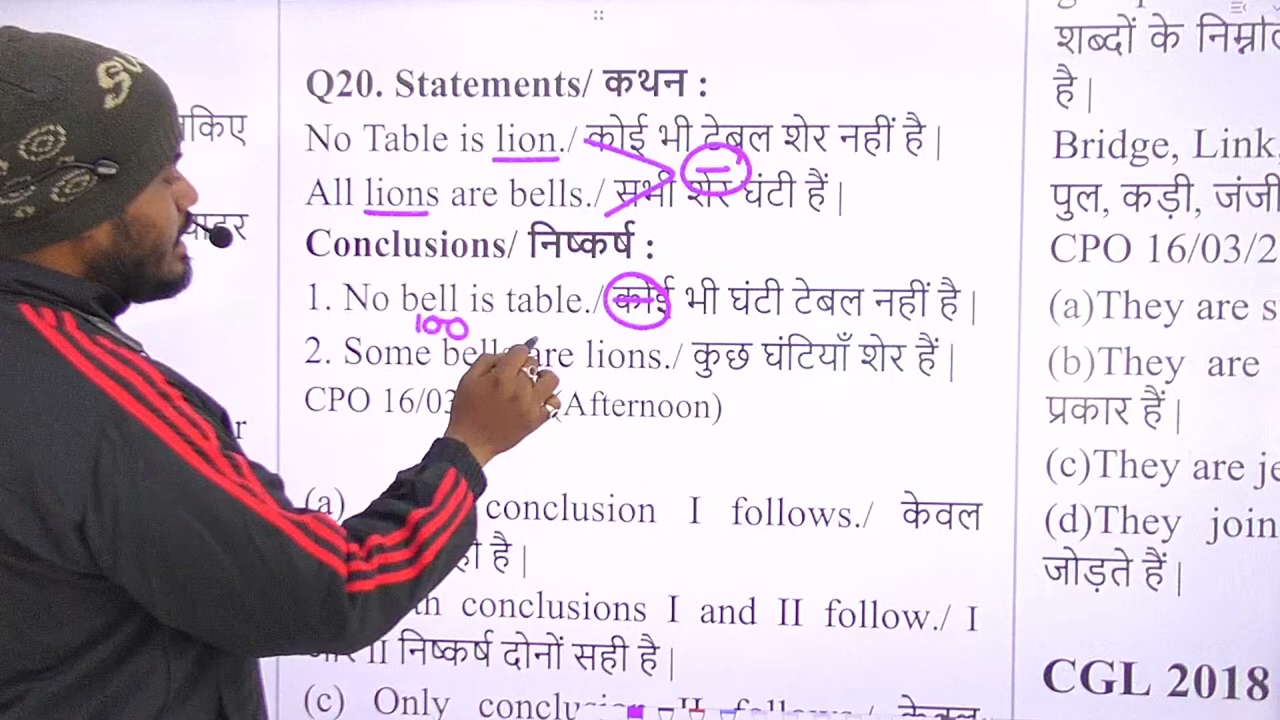 Q20. Statements/ कथन :
No Table is lion./ कोई भी टेबल शेर नहीं है |
All lions are bells./ सभी शेर घंटी हैं |
Conclusions/ निष्कर्ष :
1. No bell is table./ कोई भी घंटी टेबल नहीं है |
100
2. Some bells are lions./ कुछ घंटियाँ शेर हैं |
CPO 16/03 (Afternoon)
(a) conclusion I follows./ केवल
है |
conclusions I and II follow./ I
II निष्कर्ष दोनों सही है |
(c) Only
शब्दों के
है |
Bridge, Link,
पुल, कड़ी,
CPO 16/03/2
(a)They are s
(b)They are
प्रकार हैं |
(c)They are je
(d)They join
जोड़ते हैं |
CGL 2018